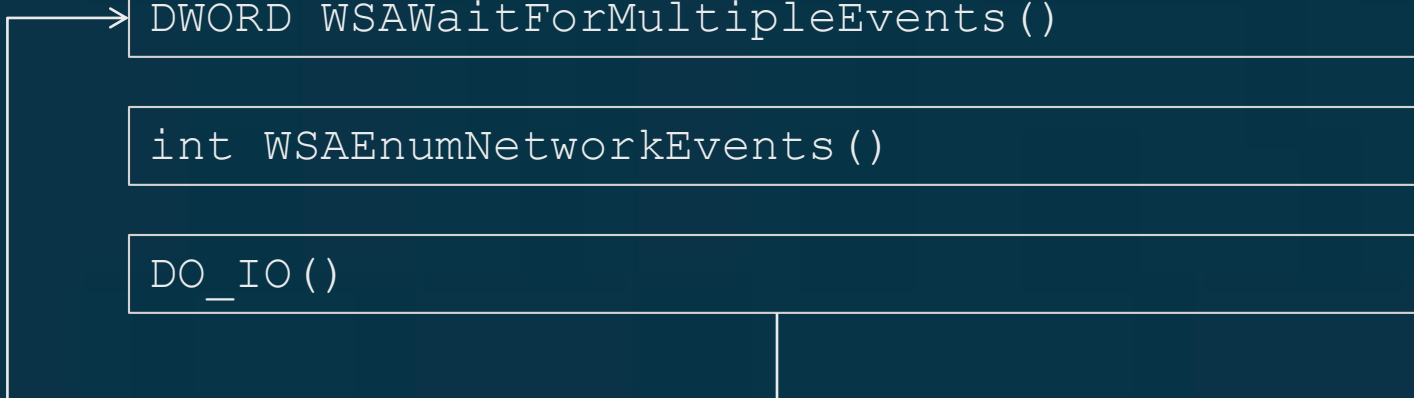 DWORD WSAWaitForMultipleEvents()
int WSAEnumNetworkEvents()
DO_IO()